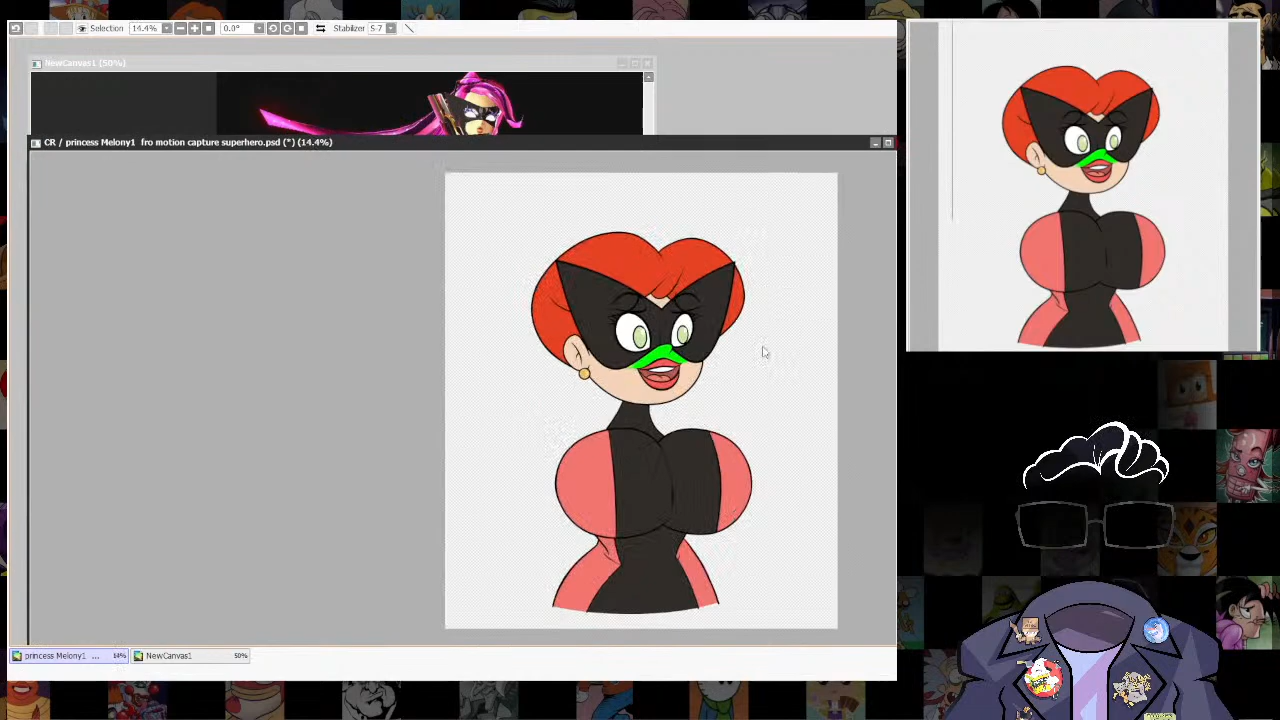 Selection 14.4% 0.0° Stabilizer S-7
NewCanvas1 (50%)
CR / princess Melony1 fro motion capture superhero.psd (*) (14.4%)
princess Melony1 ... 14% NewCanvas1 50%